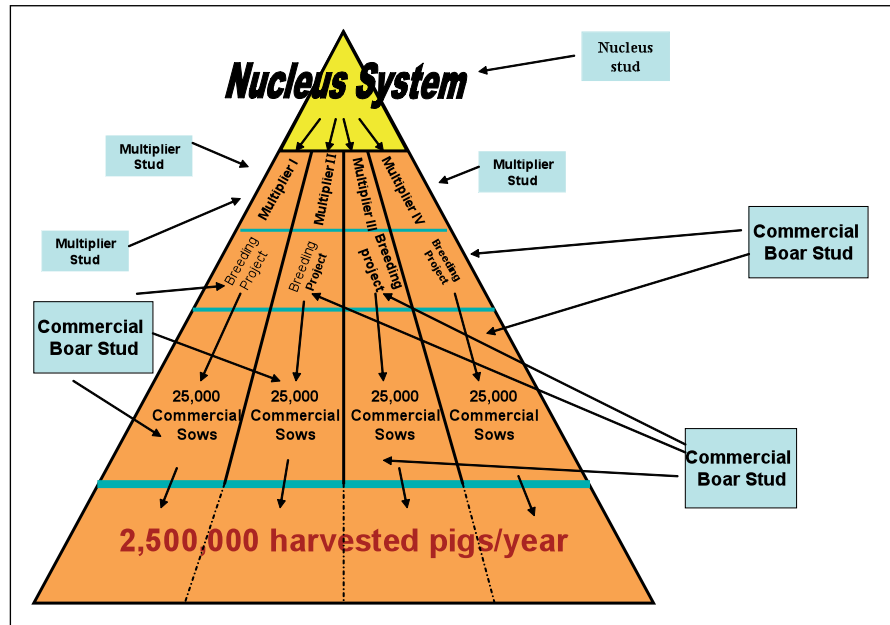 Nucleus System
Nucleus
stud
Multiplier
Stud
Multiplier
Stud
Multiplier
Stud
Multiplier I
Multiplier II
Multiplier III
Multiplier IV
Breeding
Project
Breeding
Project
Breeding
project
Breeding
Project
Commercial
Boar Stud
Commercial
Boar Stud
25,000
Commercial
Sows
25,000
Commercial
Sows
25,000
Commercial
Sows
25,000
Commercial
Sows
Commercial
Boar Stud
2,500,000 harvested pigs/year